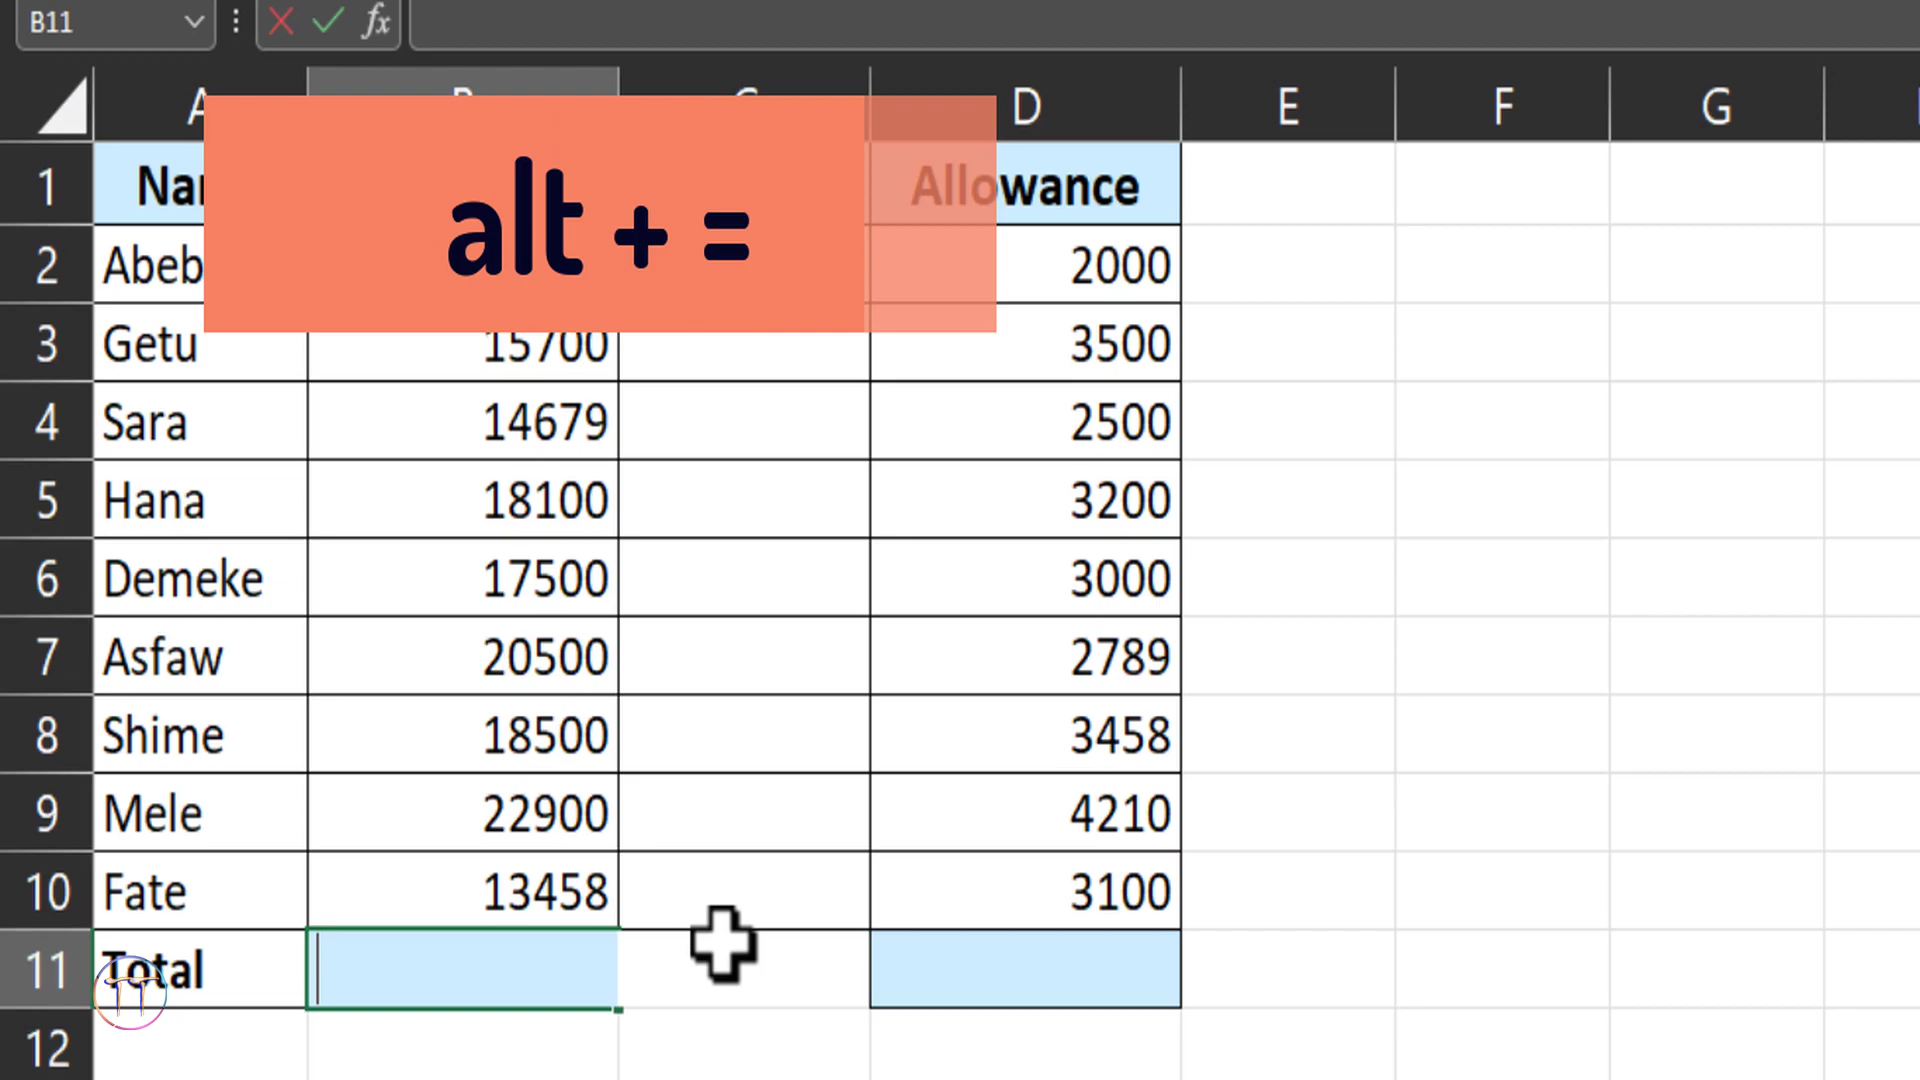 B11 fx
D E F G
alt + =
1 Allowance
2 Abeb 2000
3 Getu 15700 3500
4 Sara 14679 2500
5 Hana 18100 3200
6 Demeke 17500 3000
7 Asfaw 20500 2789
8 Shime 18500 3458
9 Mele 22900 4210
10 Fate 13458 3100
11 Total
12